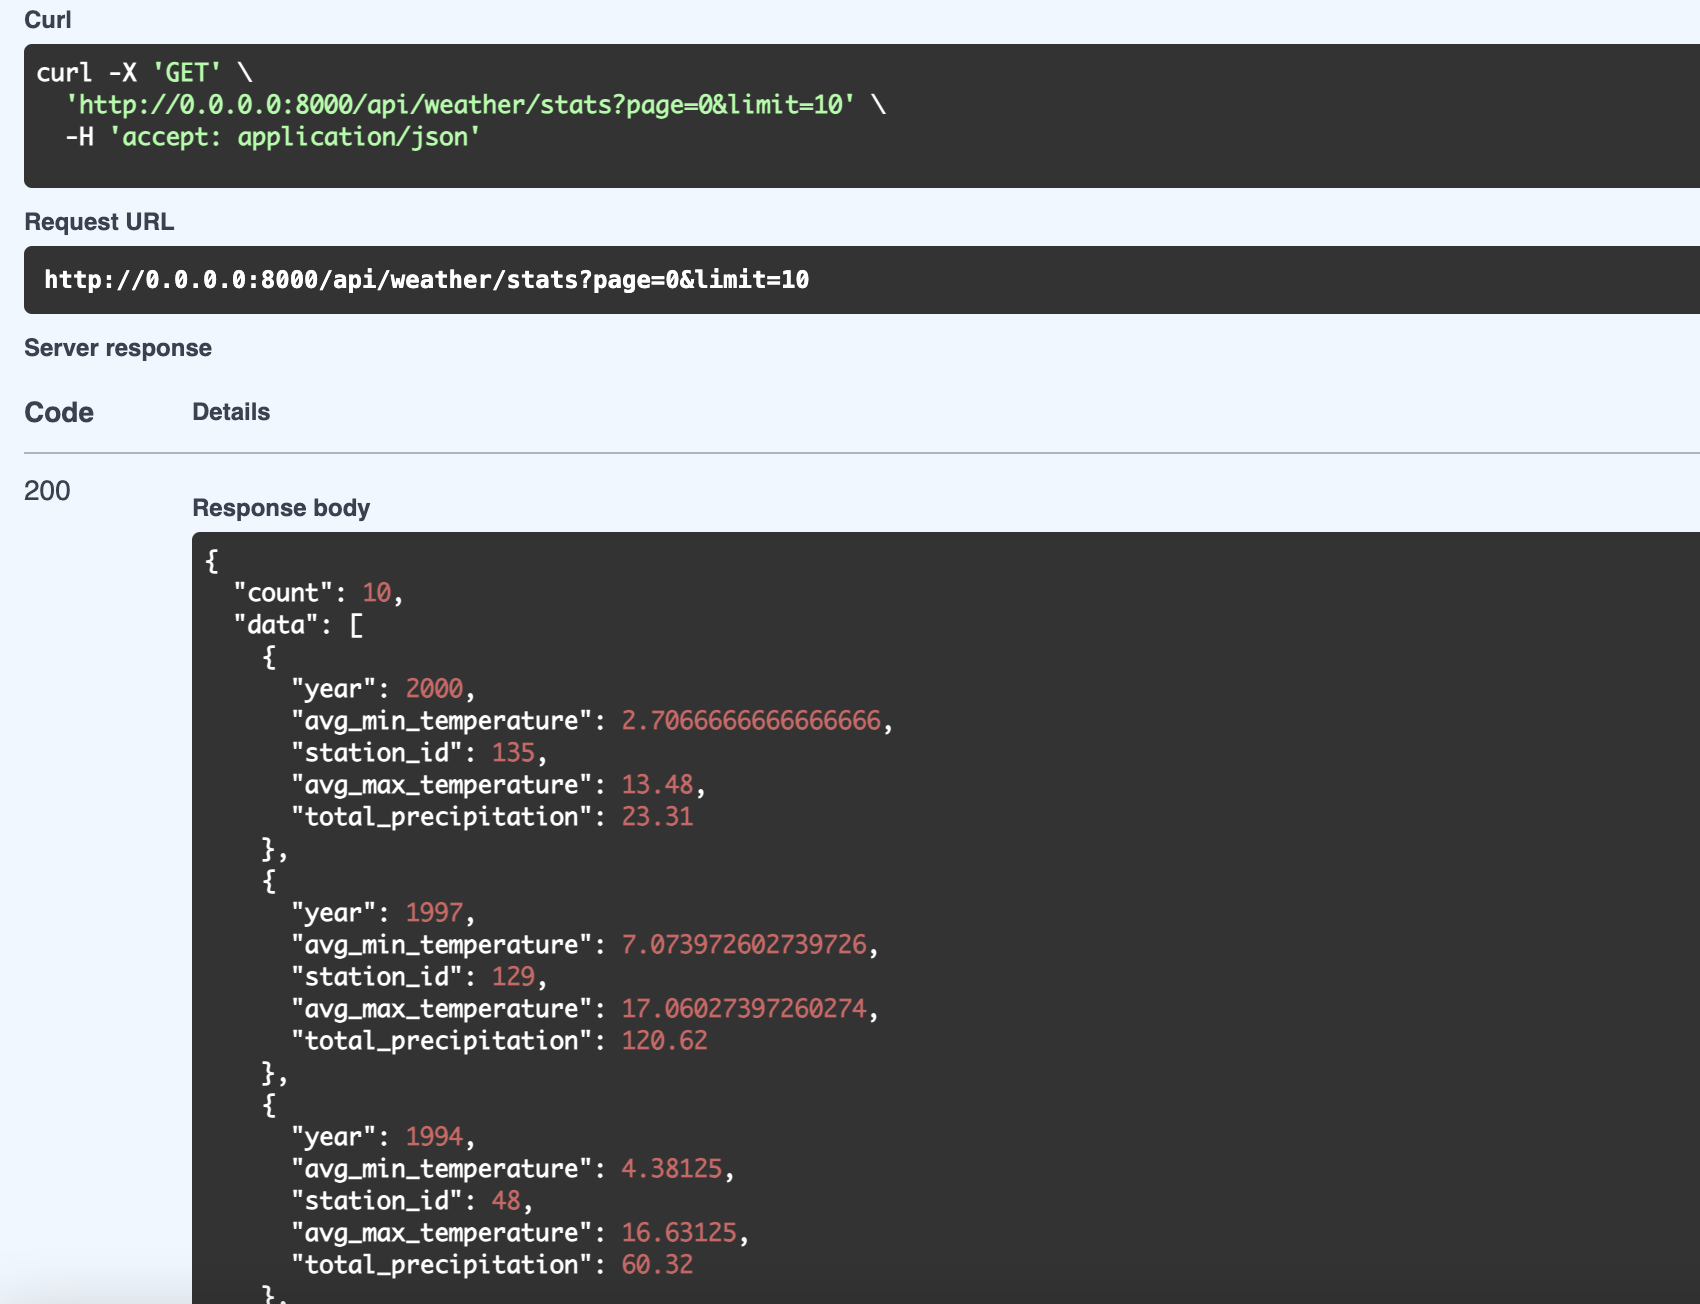 Curl
curl -X 'GET' \
  'http://0.0.0.0:8000/api/weather/stats?page=0&limit=10' \
  -H 'accept: application/json'
Request URL
http://0.0.0.0:8000/api/weather/stats?page=0&limit=10
Server response
Code Details
200
Response body
{
  "count": 10,
  "data": [
    {
      "year": 2000,
      "avg_min_temperature": 2.7066666666666666,
      "station_id": 135,
      "avg_max_temperature": 13.48,
      "total_precipitation": 23.31
    },
    {
      "year": 1997,
      "avg_min_temperature": 7.073972602739726,
      "station_id": 129,
      "avg_max_temperature": 17.06027397260274,
      "total_precipitation": 120.62
    },
    {
      "year": 1994,
      "avg_min_temperature": 4.38125,
      "station_id": 48,
      "avg_max_temperature": 16.63125,
      "total_precipitation": 60.32
    },